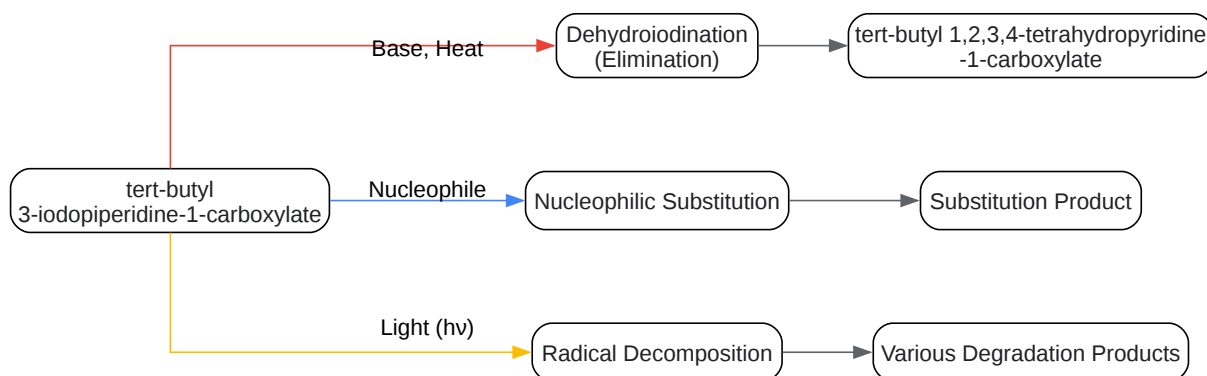 Base, Heat
Dehydroiodination
(Elimination)
tert-butyl 1,2,3,4-tetrahydropyridine
-1-carboxylate
tert-butyl
3-iodopiperidine-1-carboxylate
Nucleophile
Nucleophilic Substitution
Substitution Product
Light (hν)
Radical Decomposition
Various Degradation Products